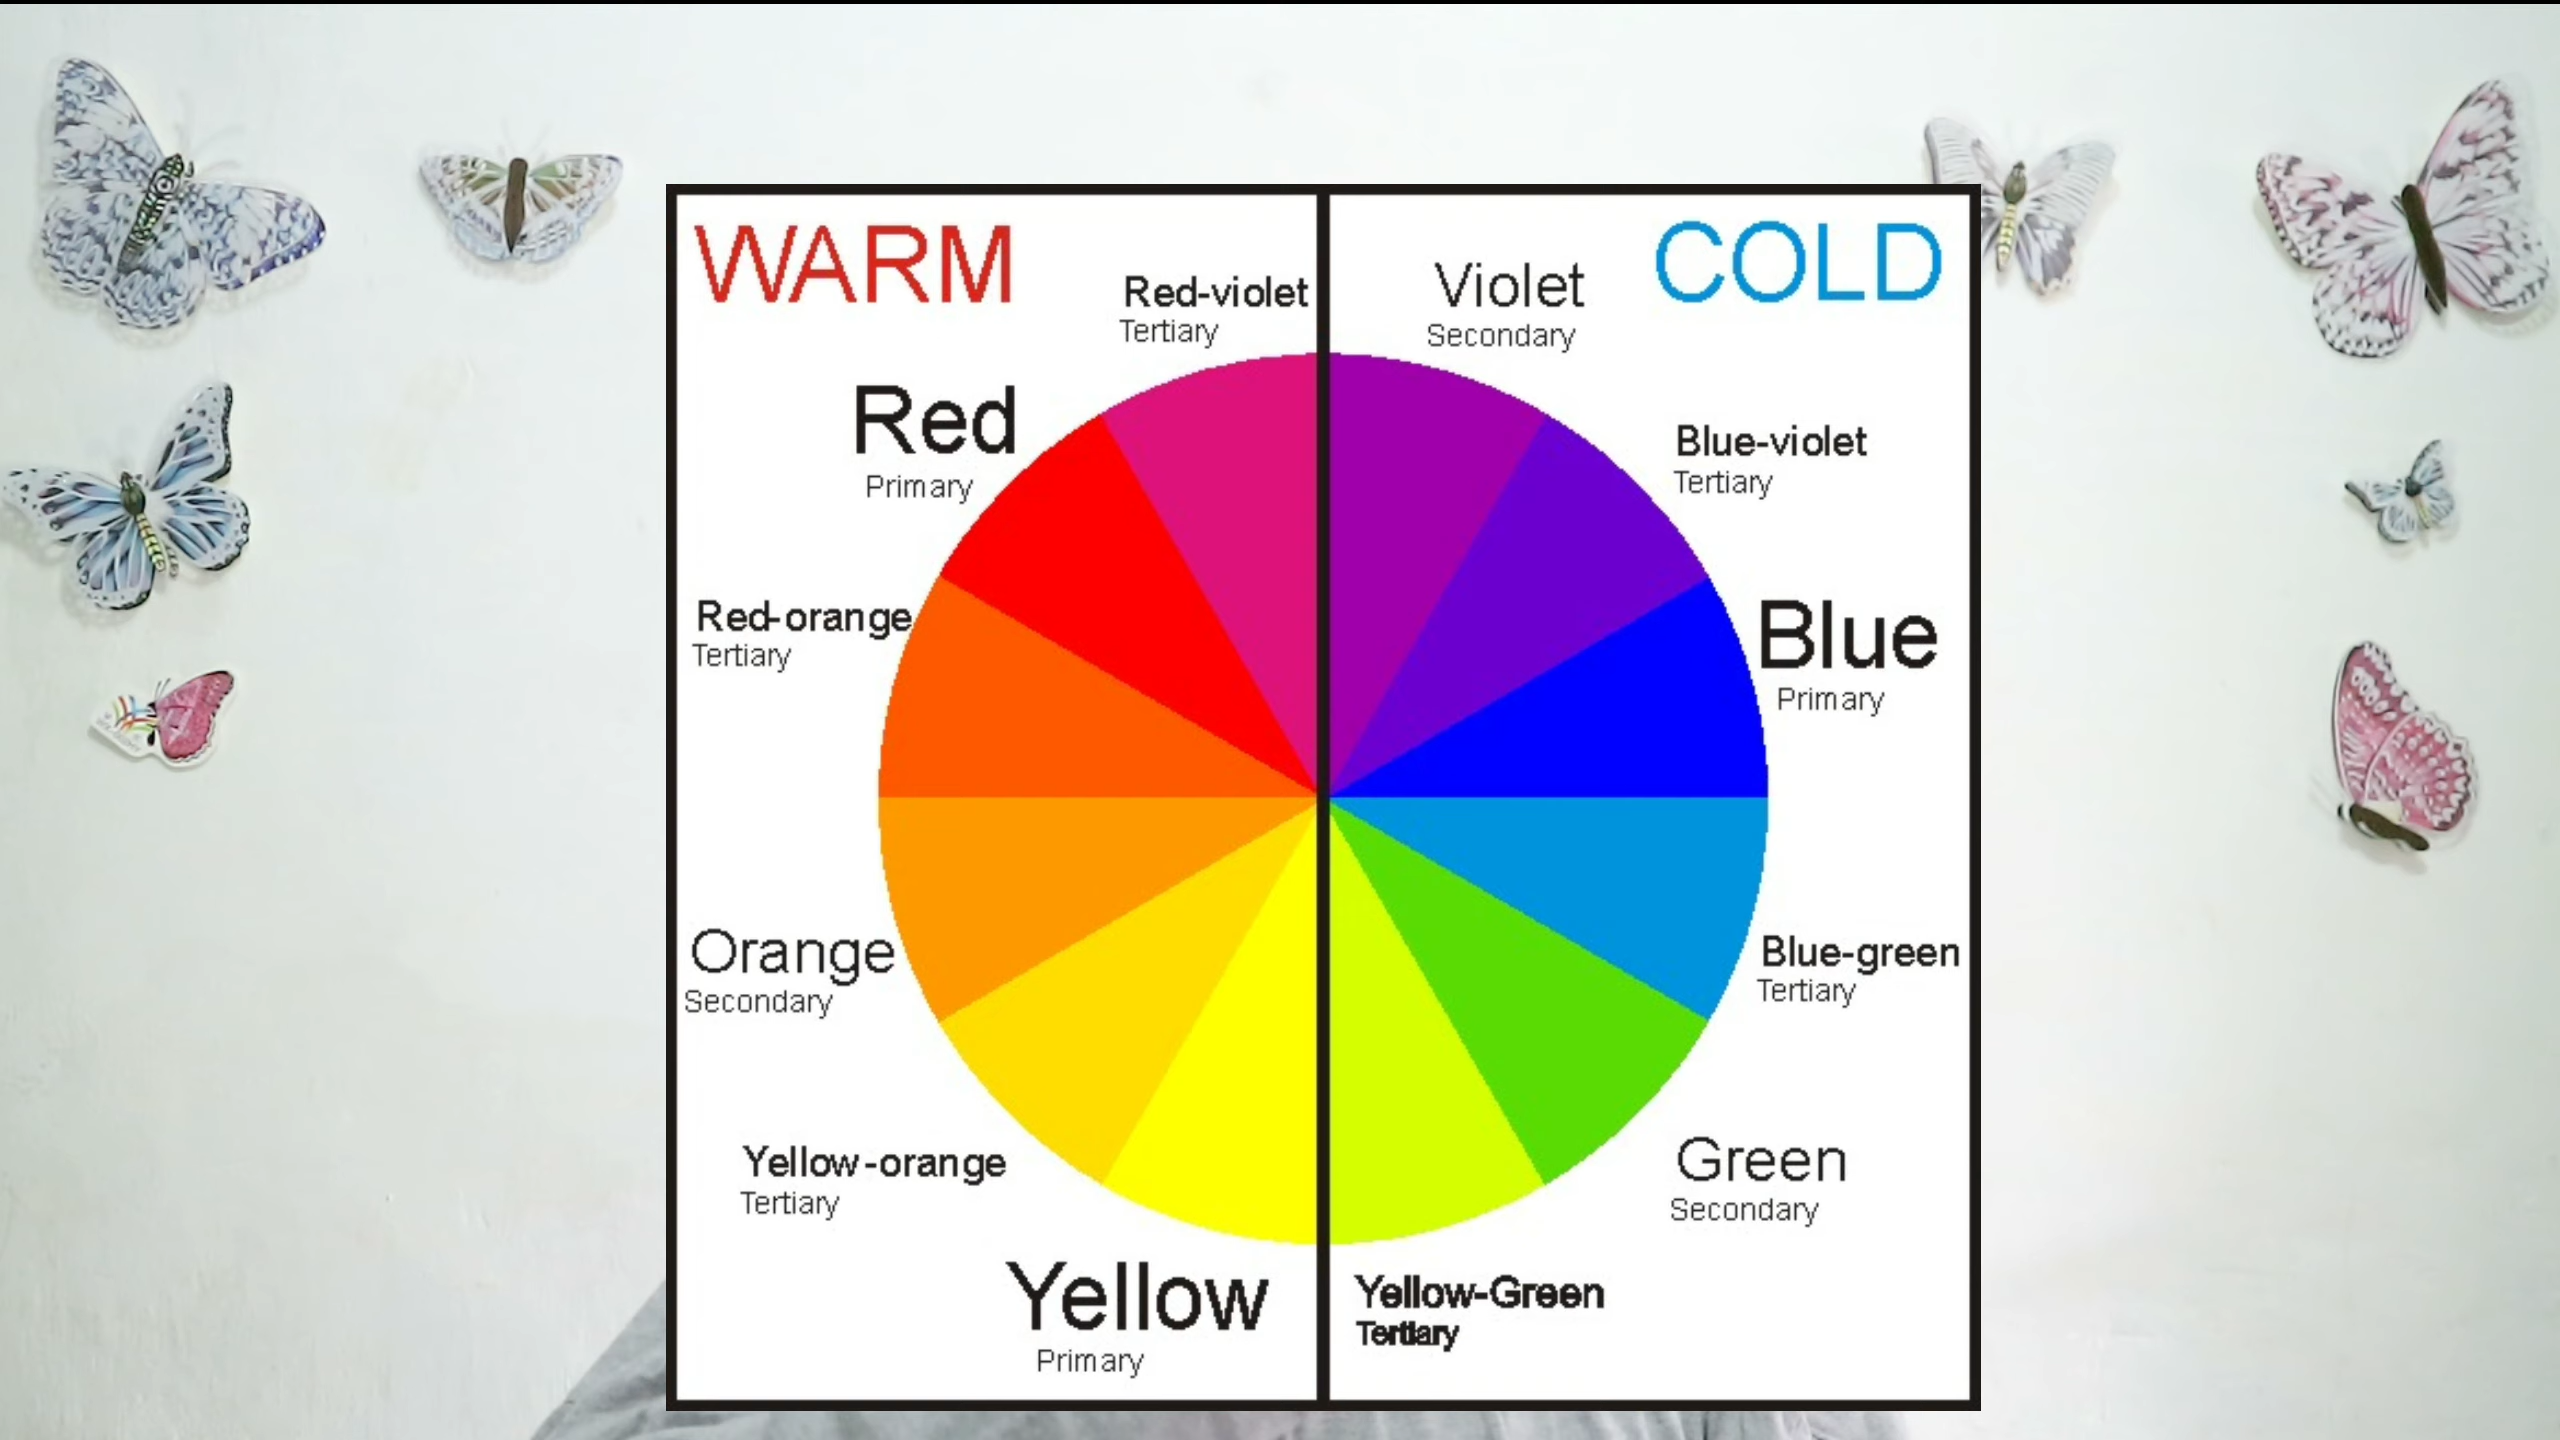 WARM
COLD
Red-violet
Tertiary
Violet
Secondary
Red
Primary
Blue-violet
Tertiary
Red-orange
Tertiary
Blue
Primary
Orange
Secondary
Blue-green
Tertiary
Yellow-orange
Tertiary
Green
Secondary
Yellow
Primary
Yellow-Green
Tertiary